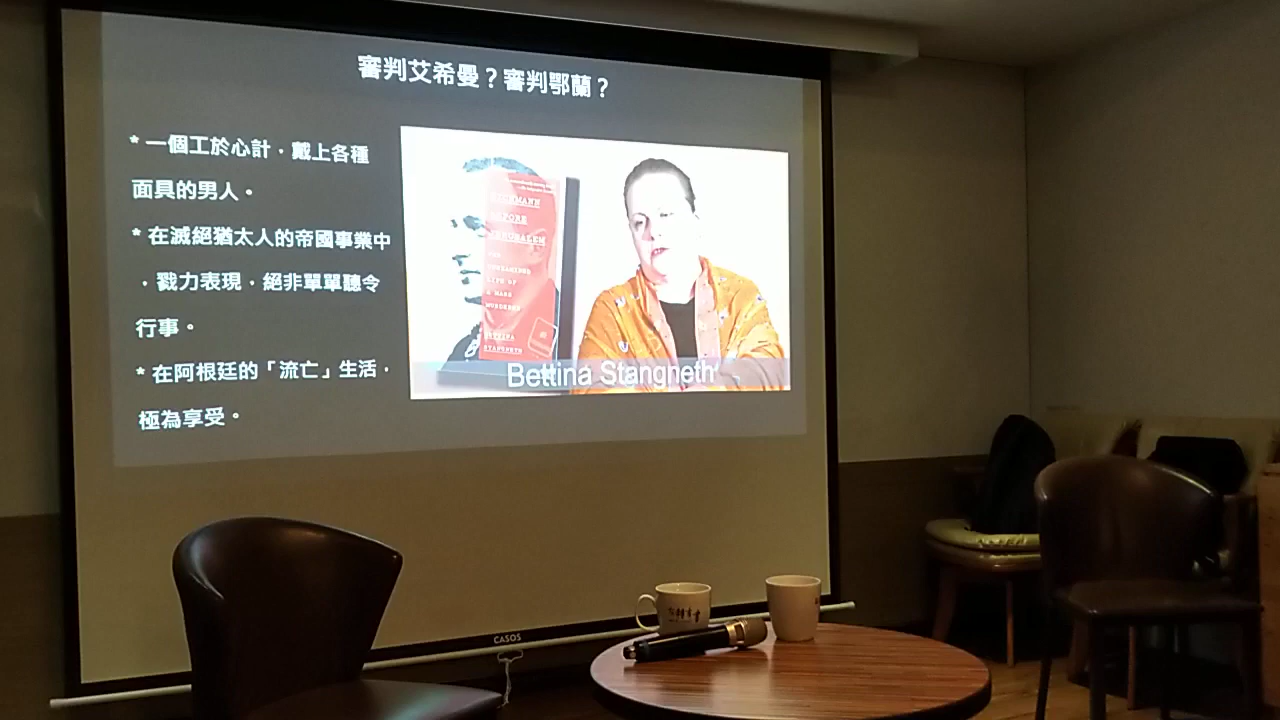 審判艾希曼？審判鄂蘭？
* 一個工於心計，戴上各種
面具的男人。
* 在滅絕猶太人的帝國事業中
，戮力表現，絕非單單聽令
行事。
* 在阿根廷的「流亡」生活，
極為享受。
EICHMANN
BEFORE
JERUSALEM
THE
UNEXAMINED
LIFE OF
A MASS
MURDERER
BETTINA
STANGNETH
Bettina Stangneth
CASOS